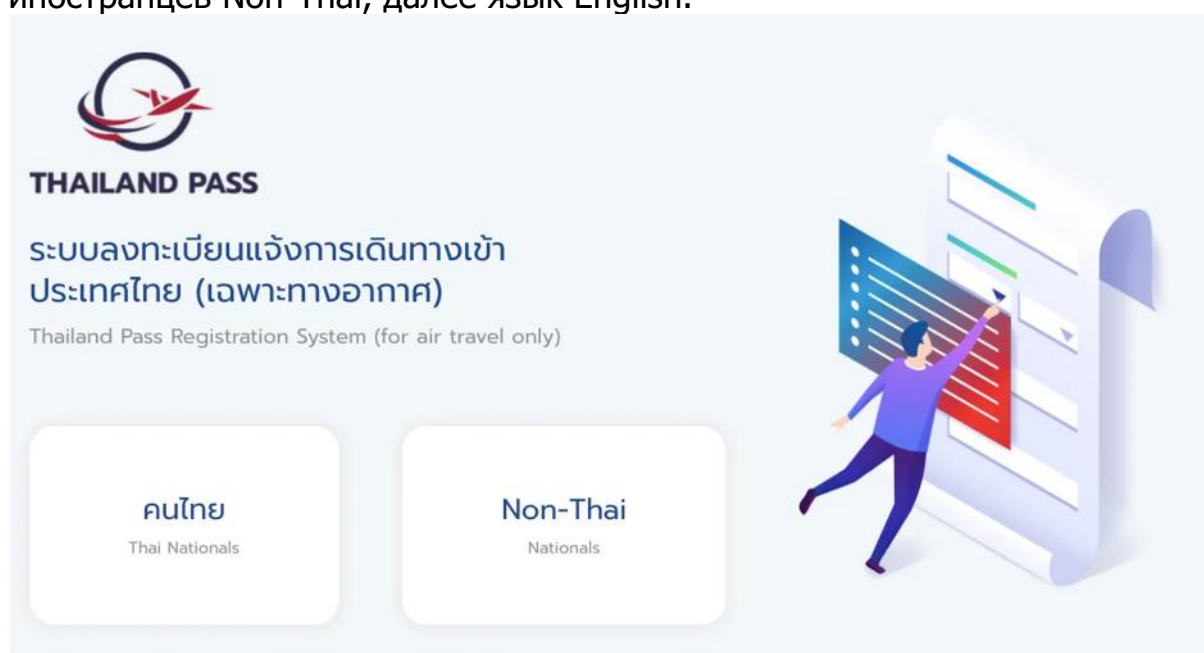 иностранцев Non-Thai, далее язык English.
THAILAND PASS
ระบบลงทะเบียนแจ้งการเดินทางเข้า
ประเทศไทย (เฉพาะทางอากาศ)
Thailand Pass Registration System (for air travel only)
คนไทย
Thai Nationals
Non-Thai
Nationals